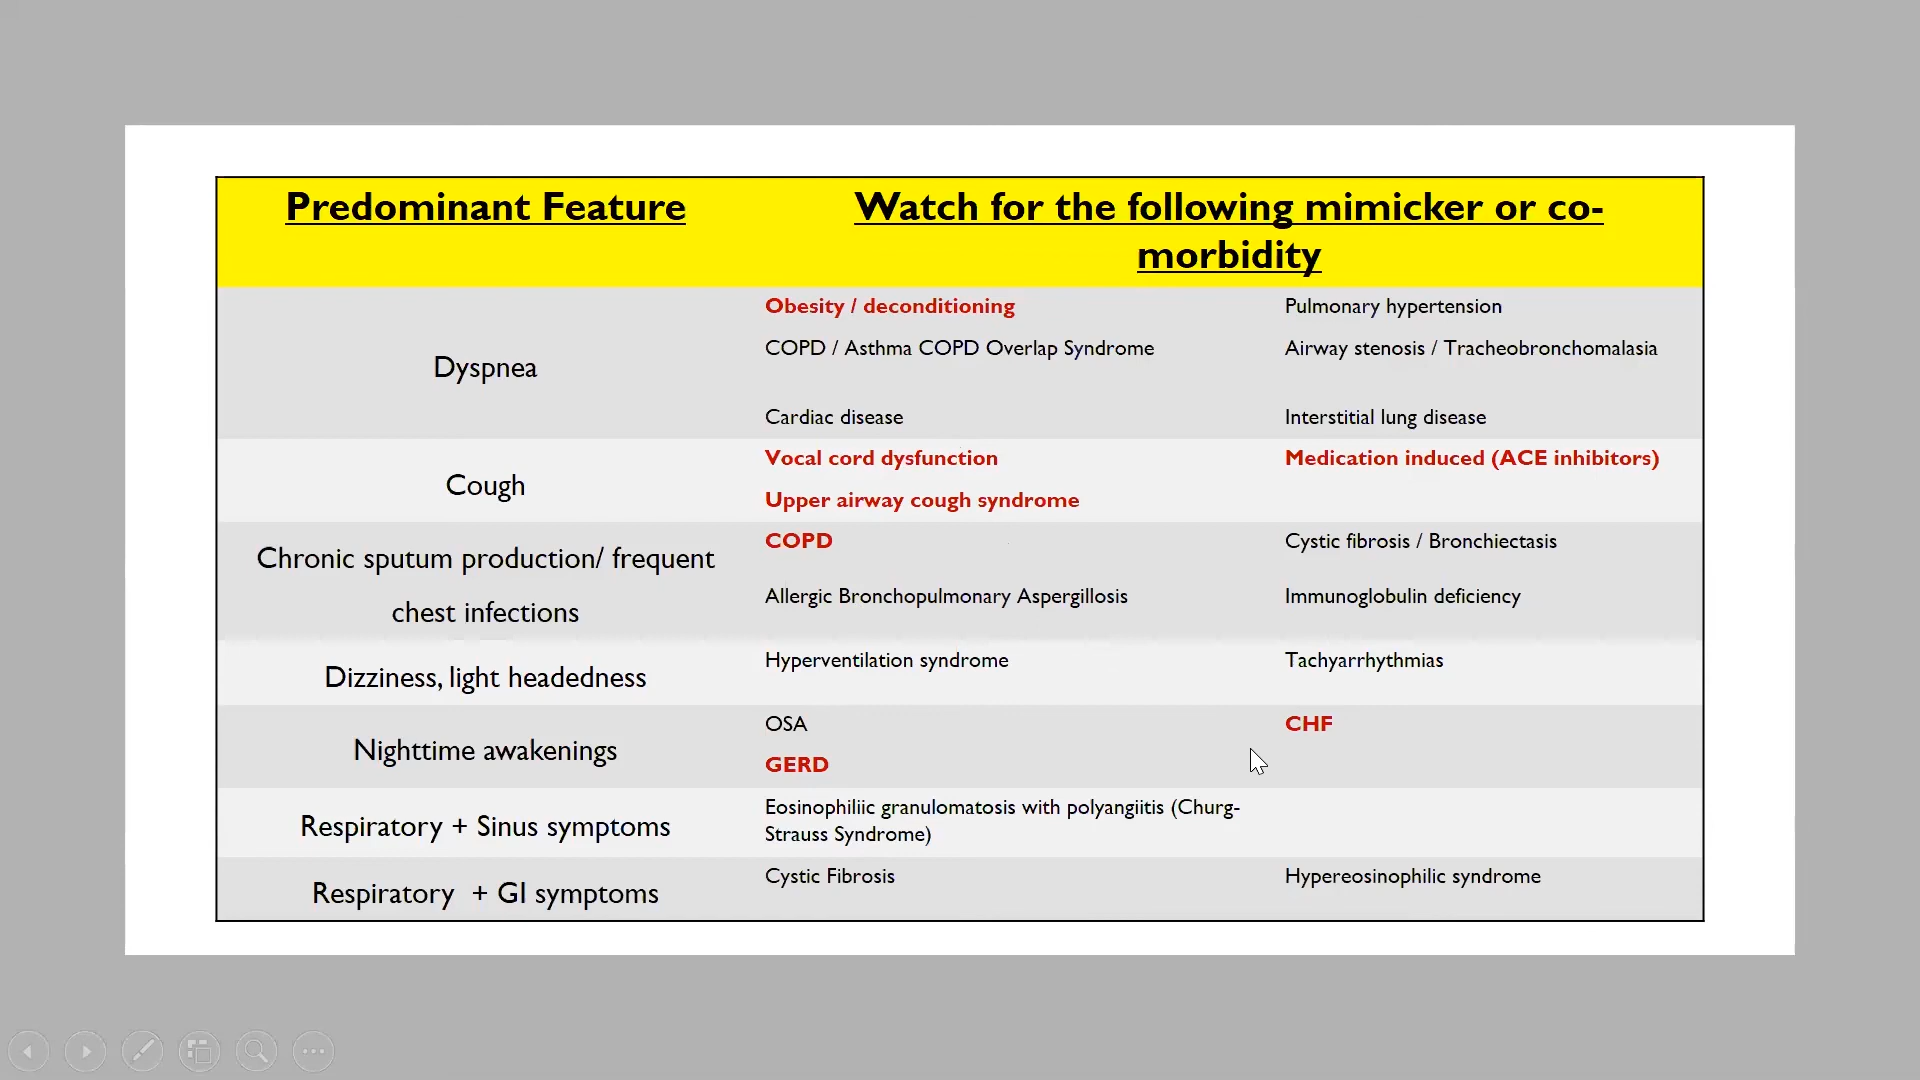 Predominant Feature
Watch for the following mimicker or co-
morbidity
Dyspnea
Obesity / deconditioning
Pulmonary hypertension
COPD / Asthma COPD Overlap Syndrome
Airway stenosis / Tracheobronchomalasia
Cardiac disease
Interstitial lung disease
Cough
Vocal cord dysfunction
Medication induced (ACE inhibitors)
Upper airway cough syndrome
Chronic sputum production/ frequent
chest infections
COPD
Cystic fibrosis / Bronchiectasis
Allergic Bronchopulmonary Aspergillosis
Immunoglobulin deficiency
Dizziness, light headedness
Hyperventilation syndrome
Tachyarrhythmias
Nighttime awakenings
OSA
CHF
GERD
Respiratory + Sinus symptoms
Eosinophiliic granulomatosis with polyangiitis (Churg-
Strauss Syndrome)
Respiratory + GI symptoms
Cystic Fibrosis
Hypereosinophilic syndrome